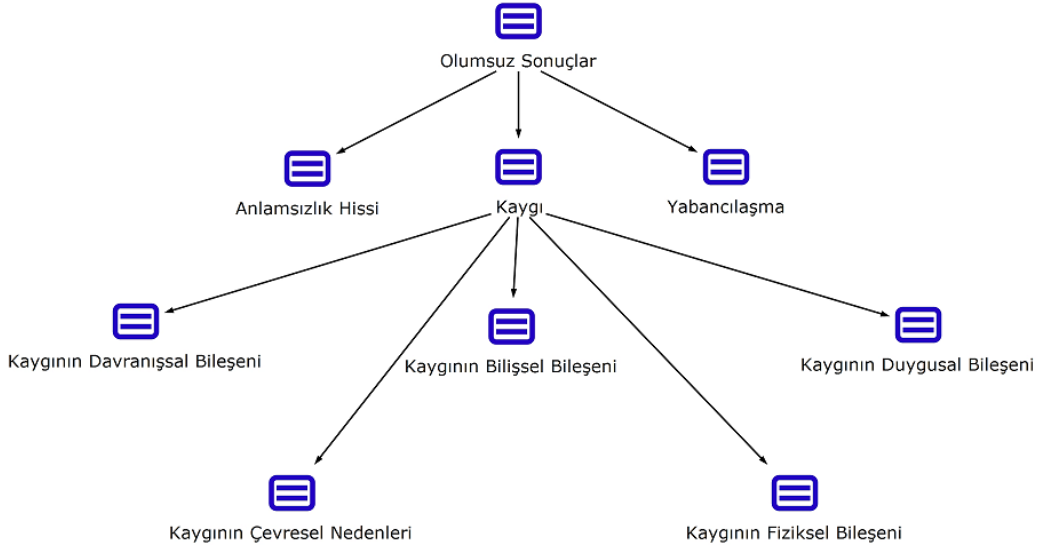 Olumsuz Sonuçlar
Anlamsızlık Hissi
Kaygı
Yabancılaşma
Kaygının Davranışsal Bileşeni
Kaygının Bilişsel Bileşeni
Kaygının Duygusal Bileşeni
Kaygının Çevresel Nedenleri
Kaygının Fiziksel Bileşeni